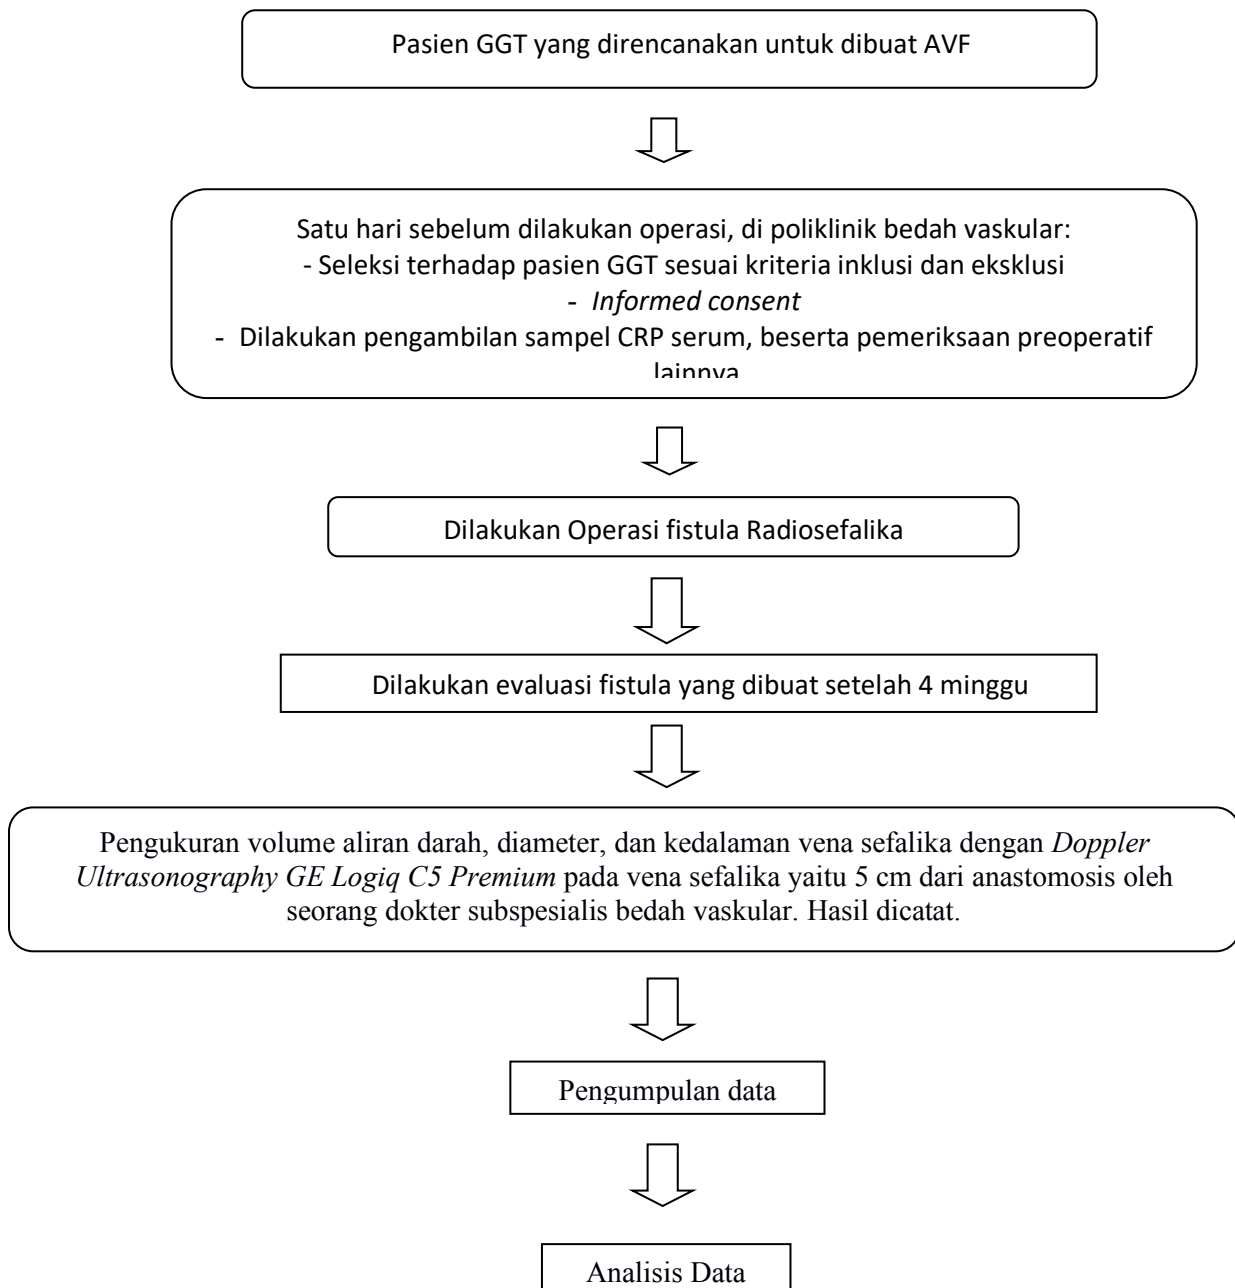 Pasien GGT yang direncanakan untuk dibuat AVF
Satu hari sebelum dilakukan operasi, di poliklinik bedah vaskular:
- Seleksi terhadap pasien GGT sesuai kriteria inklusi dan eksklusi
- Informed consent
- Dilakukan pengambilan sampel CRP serum, beserta pemeriksaan preoperatif
lainnya
Dilakukan Operasi fistula Radiosefalika
Dilakukan evaluasi fistula yang dibuat setelah 4 minggu
Pengukuran volume aliran darah, diameter, dan kedalaman vena sefalika dengan Doppler
Ultrasonography GE Logiq C5 Premium pada vena sefalika yaitu 5 cm dari anastomosis oleh
seorang dokter subspesialis bedah vaskular. Hasil dicatat.
Pengumpulan data
Analisis Data